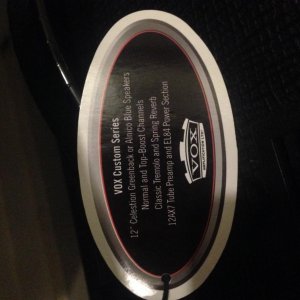 VOX Custom Series
12" Celestion Greenback or Alnico Blue Speakers
Normal and Top-Boost Channels
Classic Tremolo and Spring Reverb
12AX7 Tube Preamp and EL84 Power Section
VOX